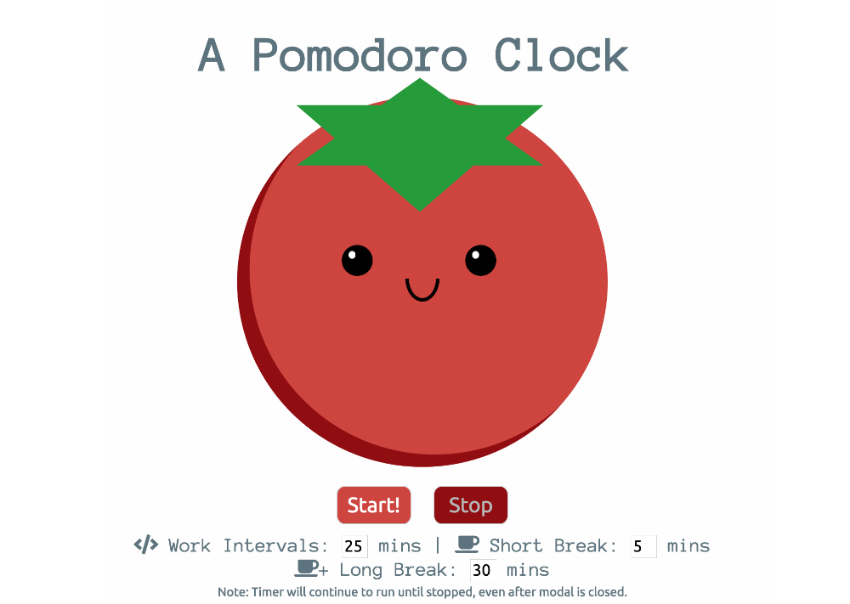 A Pomodoro Clock
Start! Stop
</> Work Intervals: 25 mins | Short Break: 5 mins
+ Long Break: 30 mins
Note: Timer will continue to run until stopped, even after modal is closed.